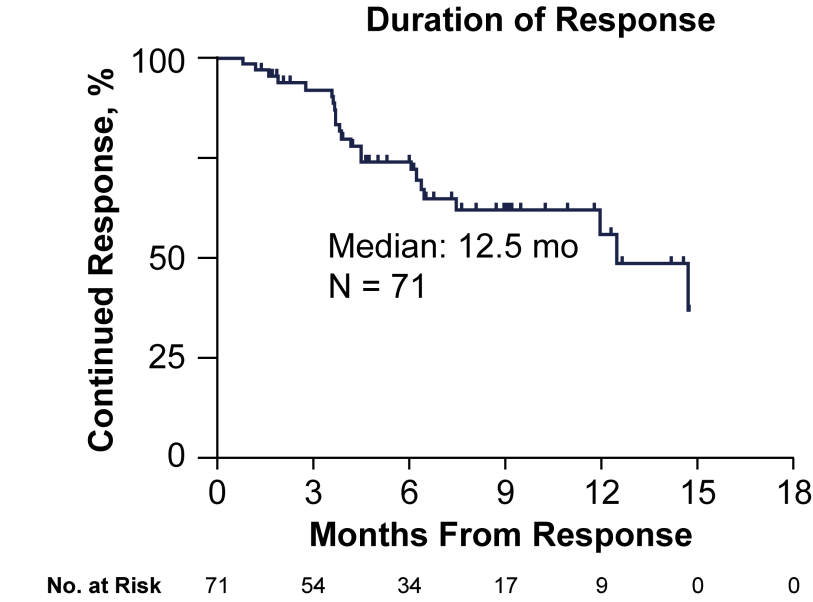 Duration of Response
Continued Response, %
100
50
25
0
Median: 12.5 mo
N = 71
0 3 6 9 12 15 18
Months From Response
No. at Risk 71 54 34 17 9 0 0